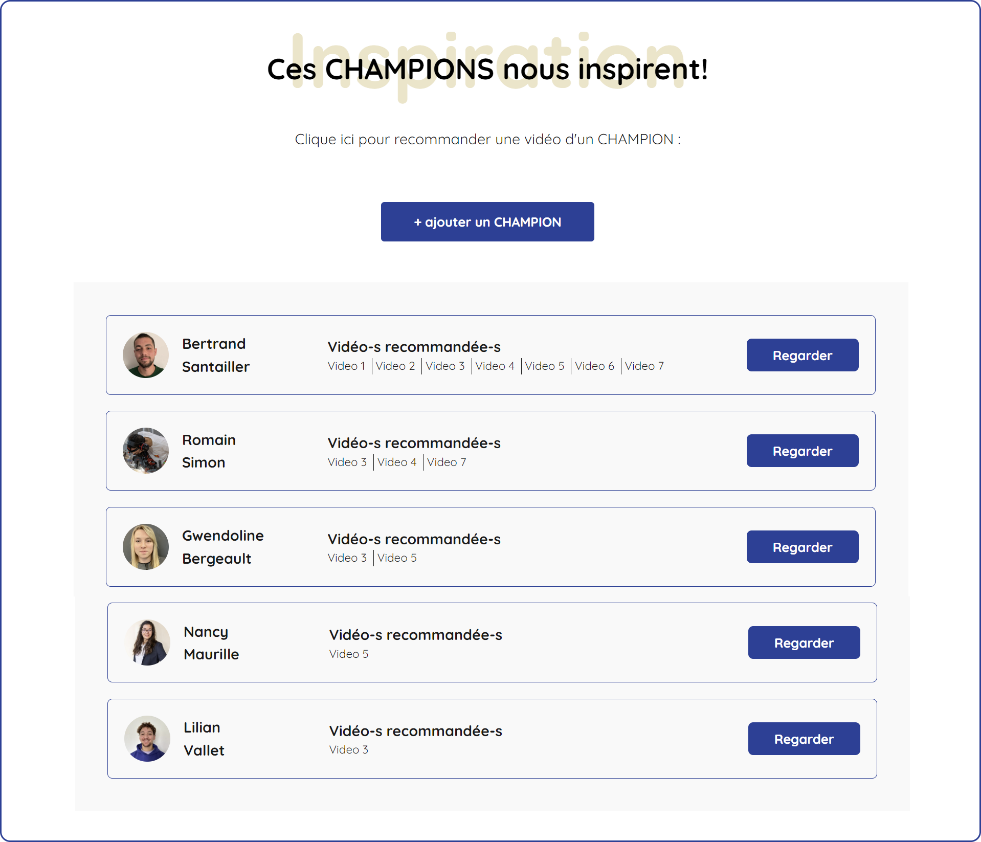 Inspiration
Ces CHAMPIONS nous inspirent!
Clique ici pour recommander une vidéo d'un CHAMPION :
+ ajouter un CHAMPION
Bertrand
Santailler
Vidéo-s recommandée-s
Video 1 | Video 2 | Video 3 | Video 4 | Video 5 | Video 6 | Video 7
Regarder
Romain
Simon
Vidéo-s recommandée-s
Video 3 | Video 4 | Video 7
Regarder
Gwendoline
Bergeault
Vidéo-s recommandée-s
Video 3 | Video 5
Regarder
Nancy
Maurille
Vidéo-s recommandée-s
Video 5
Regarder
Lilian
Vallet
Vidéo-s recommandée-s
Video 3
Regarder